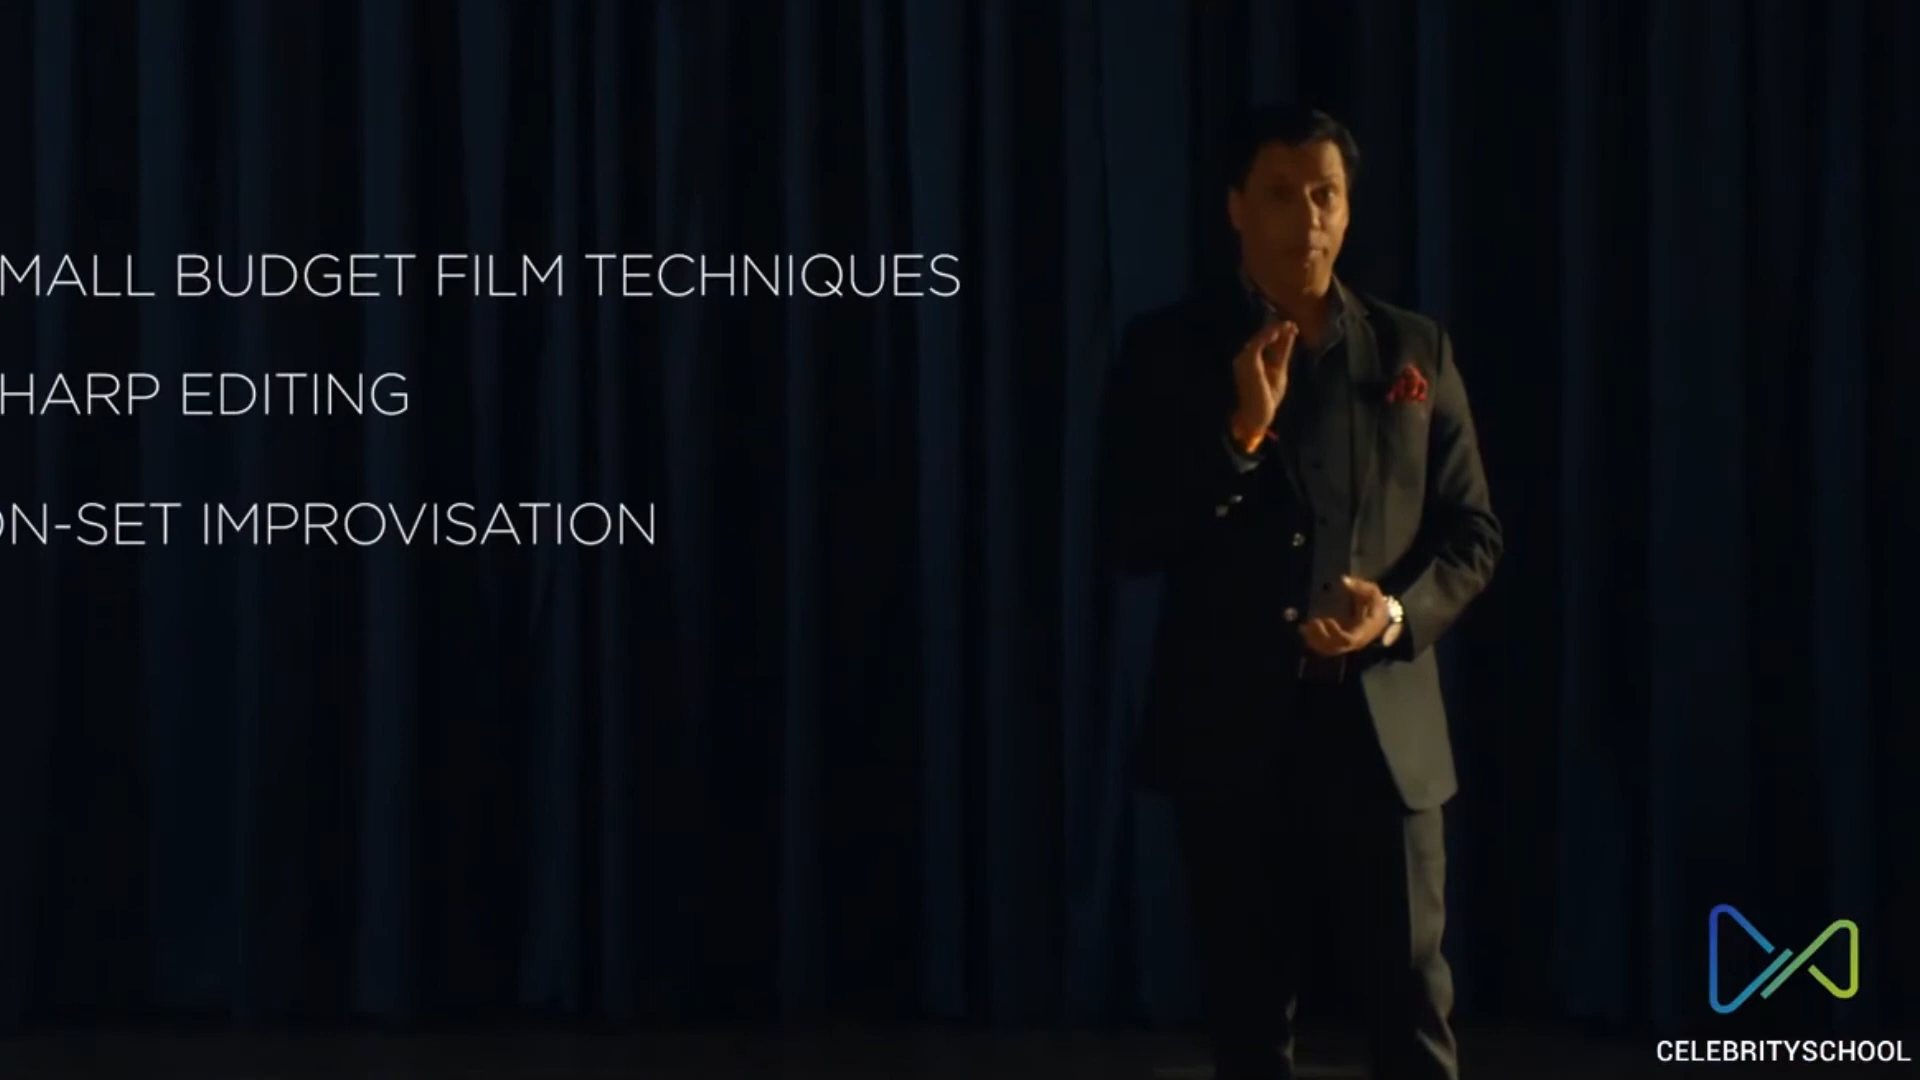 MALL BUDGET FILM TECHNIQUES
HARP EDITING
ON-SET IMPROVISATION
CELEBRITYSCHOOL